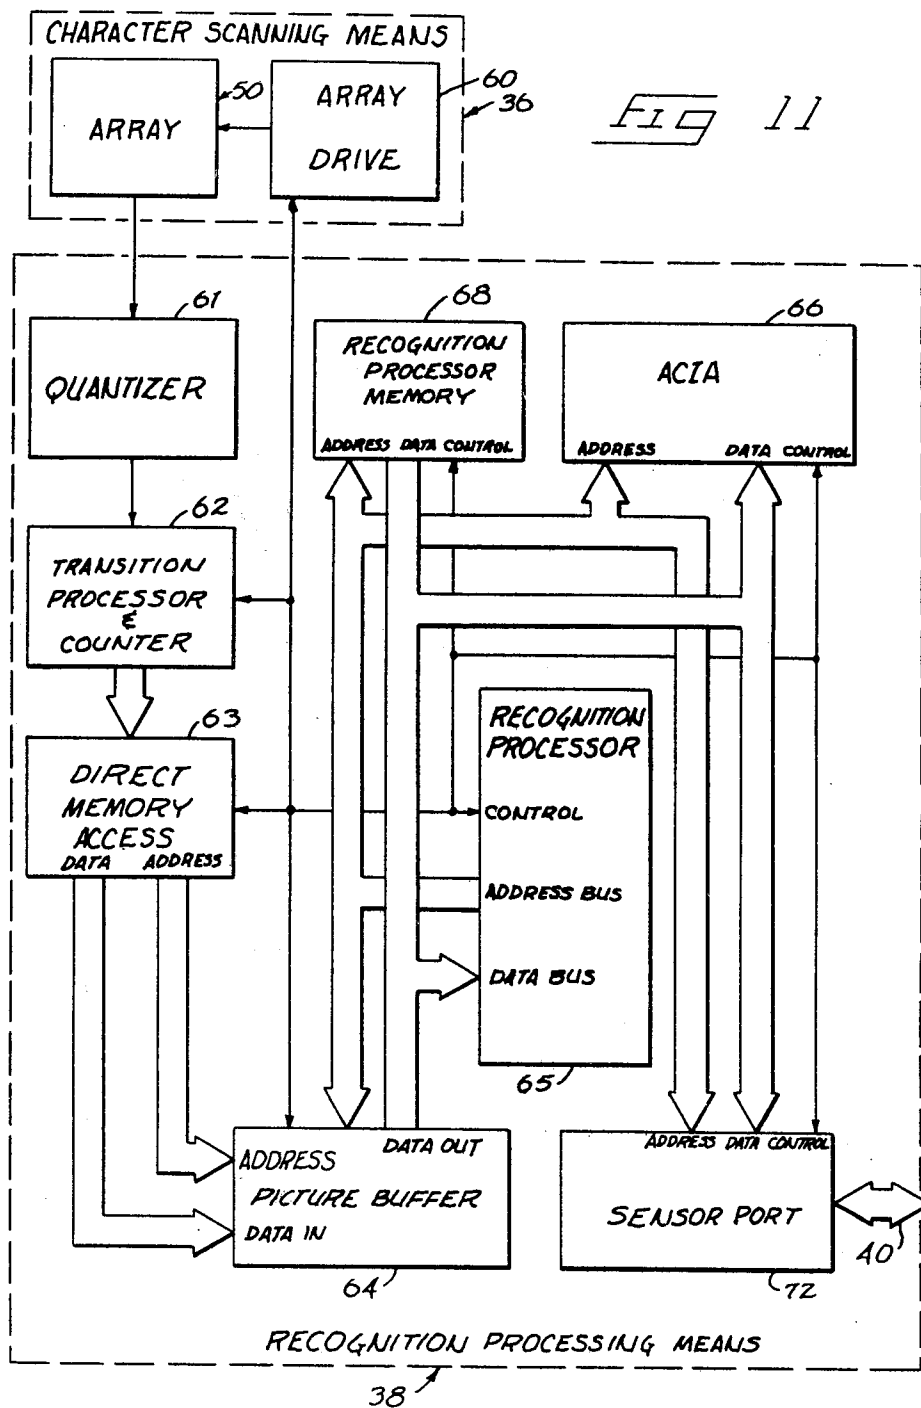 CHARACTER SCANNING MEANS
50
ARRAY
60
ARRAY
DRIVE
36
Fig 11
61
QUANTIZER
68
RECOGNITION
PROCESSOR
MEMORY
ADDRESS DATA CONTROL
66
ACIA
ADDRESS DATA CONTROL
62
TRANSITION
PROCESSOR
&
COUNTER
63
DIRECT
MEMORY
ACCESS
DATA ADDRESS
RECOGNITION
PROCESSOR
CONTROL
ADDRESS BUS
DATA BUS
65
DATA OUT
ADDRESS
PICTURE BUFFER
DATA IN
64
ADDRESS DATA CONTROL
SENSOR PORT
72
40
RECOGNITION PROCESSING MEANS
38